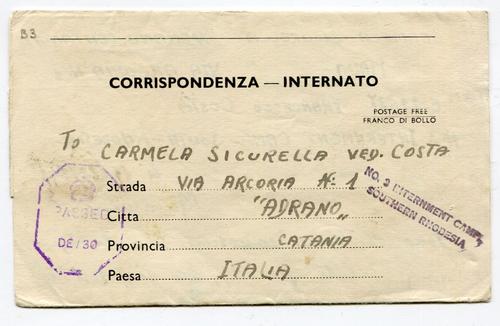 B3
CORRISPONDENZA — INTERNATO
POSTAGE FREE
FRANCO DI BOLLO
To CARMELA SICURELLA VED. COSTA
Strada VIA ARCORIA No 1
Citta "ADRANO"
Provincia CATANIA
Paesa ITALIA
PASSED
DE/30
NO. 3 INTERNMENT CAMP,
SOUTHERN RHODESIA